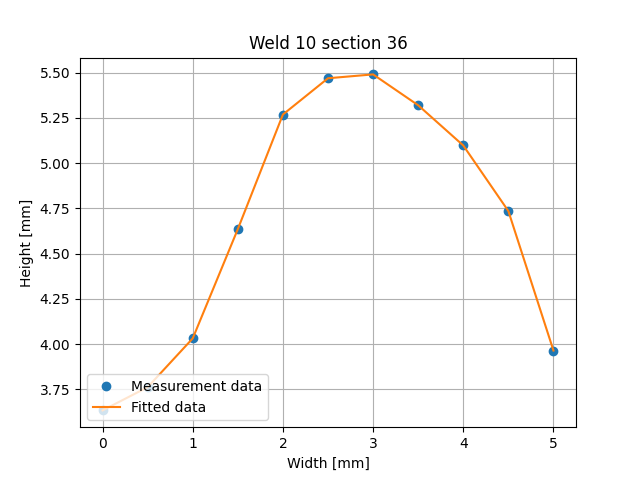 Weld 10 section 36
Height [mm]
5.50
5.25
5.00
4.75
4.50
4.25
4.00
3.75
Measurement data
Fitted data
0 1 2 3 4 5
Width [mm]